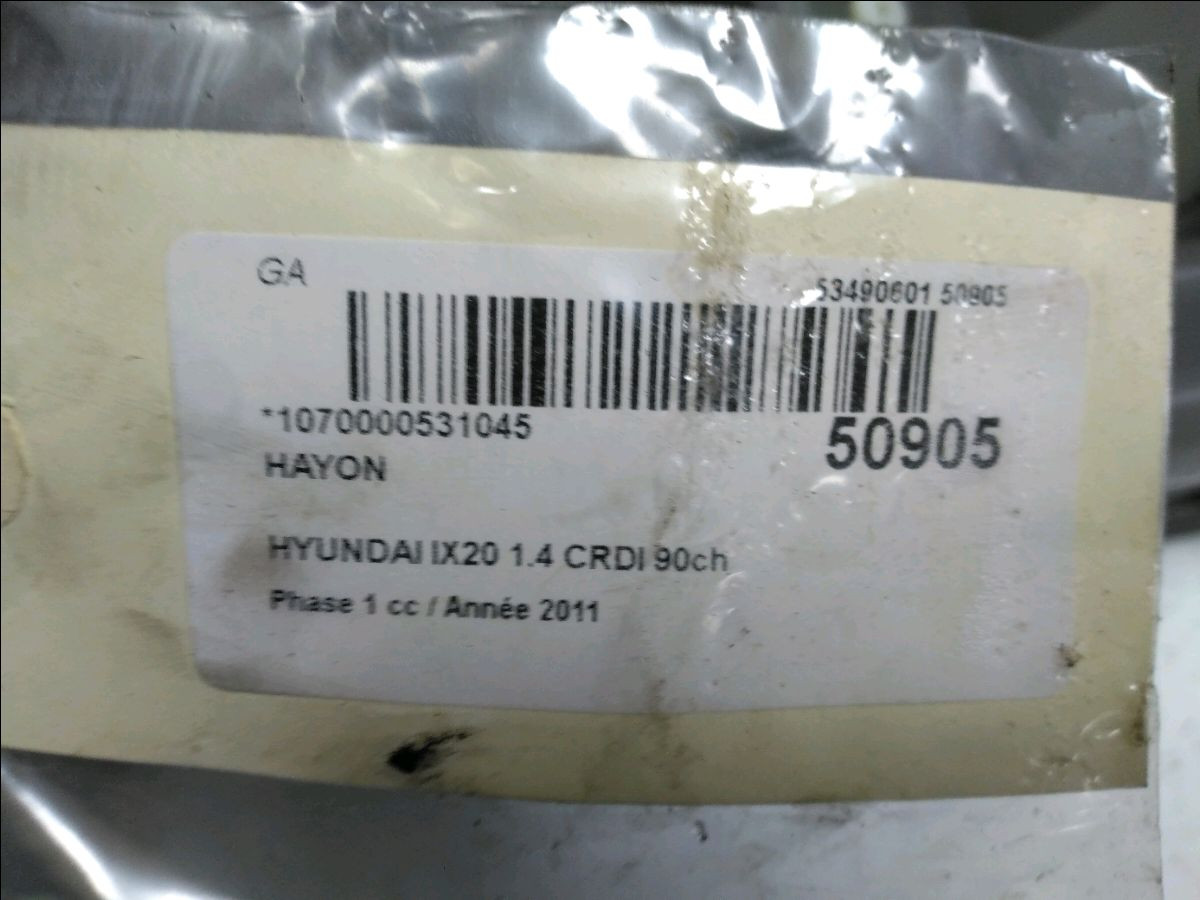 GA
53490601 50905
*1070000531045
50905
HAYON
HYUNDAI IX20 1.4 CRDI 90ch
Phase 1 cc / Année 2011